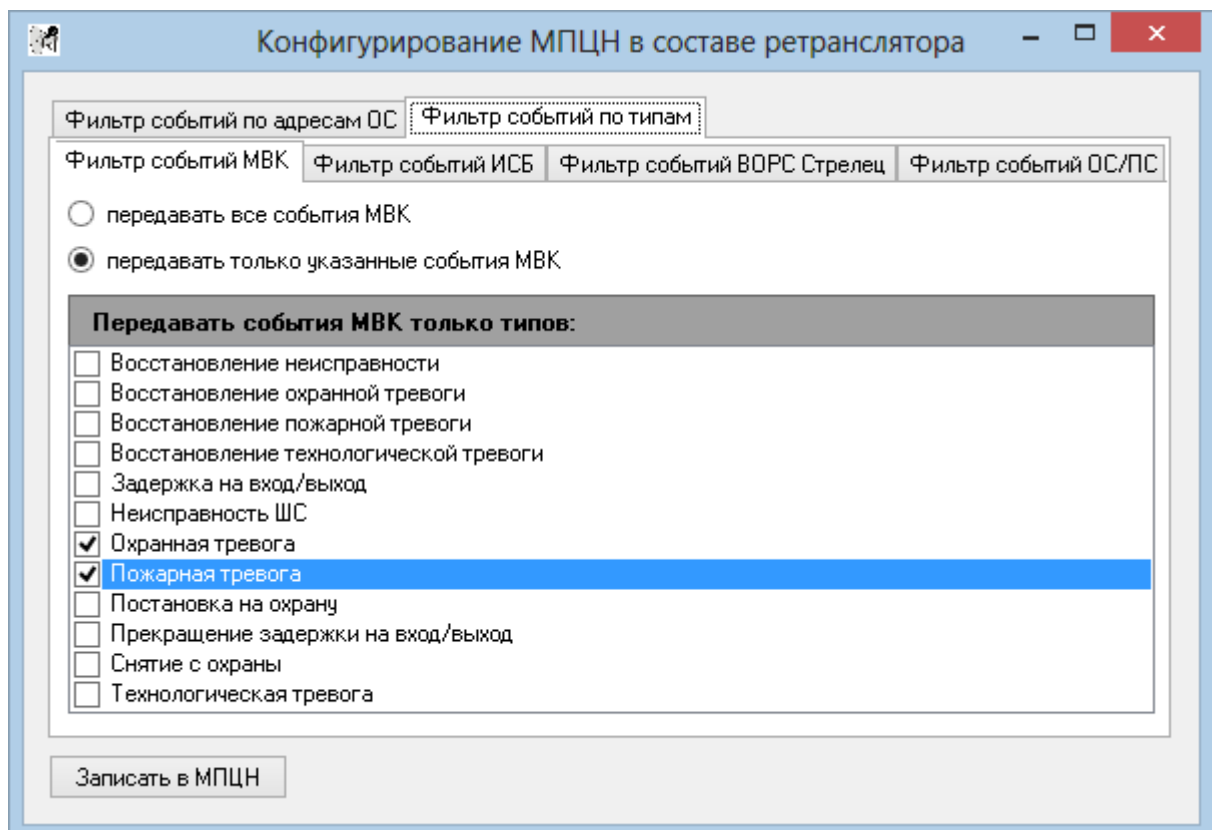 Конфигурирование МПЦН в составе ретранслятора
Фильтр событий по адресам ОС
Фильтр событий по типам
Фильтр событий МВК
Фильтр событий ИСБ
Фильтр событий ВОРС Стрелец
Фильтр событий ОС/ПС
передавать все события МВК
передавать только указанные события МВК
Передавать события МВК только типов:
Восстановление неисправности
Восстановление охранной тревоги
Восстановление пожарной тревоги
Восстановление технологической тревоги
Задержка на вход/выход
Неисправность ШС
Охранная тревога
Пожарная тревога
Постановка на охрану
Прекращение задержки на вход/выход
Снятие с охраны
Технологическая тревога
Записать в МПЦН